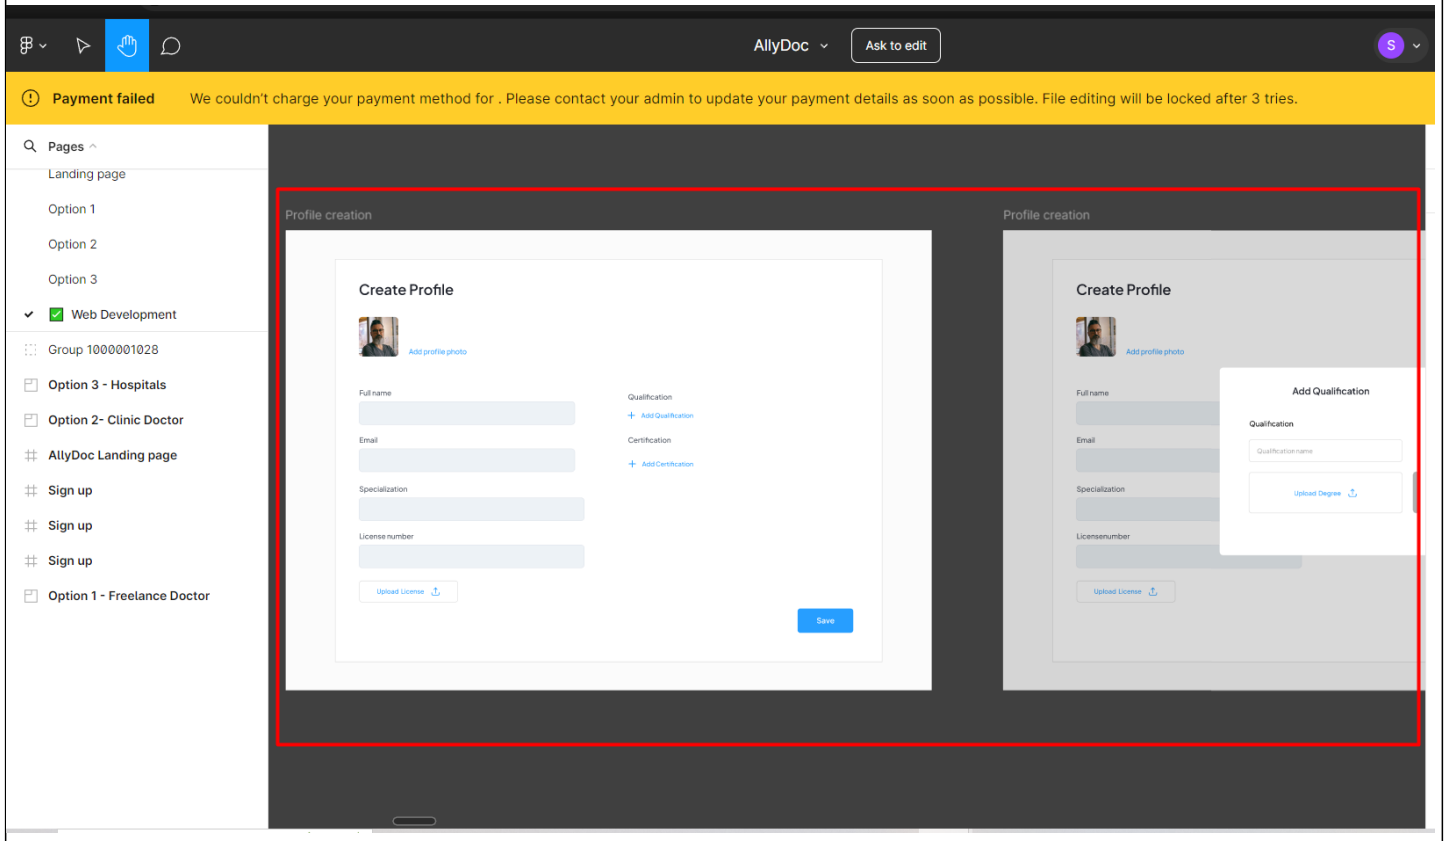 AllyDoc
Ask to edit
S
Payment failed
We couldn't charge your payment method for . Please contact your admin to update your payment details as soon as possible. File editing will be locked after 3 tries.
Pages
Landing page
Option 1
Option 2
Option 3
Web Development
Group 1000001028
Option 3 - Hospitals
Option 2- Clinic Doctor
AllyDoc Landing page
Sign up
Sign up
Sign up
Option 1 - Freelance Doctor
Profile creation
Create Profile
Add profile photo
Full name
Qualification
+ Add Qualification
Email
Certification
+ Add Certification
Specialization
License number
Upload License
Save
Profile creation
Create Profile
Add profile photo
Full name
Email
Specialization
Licensenumber
Upload License
Add Qualification
Qualification
Qualification name
Upload Degree